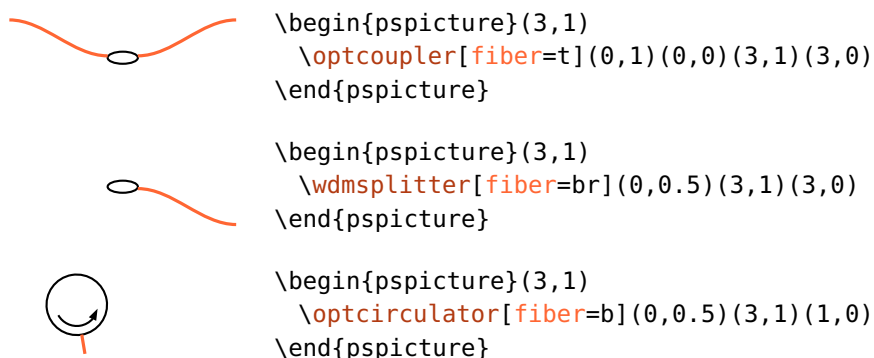 \begin{pspicture}(3,1)
  \optcoupler[fiber=t](0,1)(0,0)(3,1)(3,0)
\end{pspicture}
\begin{pspicture}(3,1)
  \wdmsplitter[fiber=br](0,0.5)(3,1)(3,0)
\end{pspicture}
\begin{pspicture}(3,1)
  \optcirculator[fiber=b](0,0.5)(3,1)(1,0)
\end{pspicture}